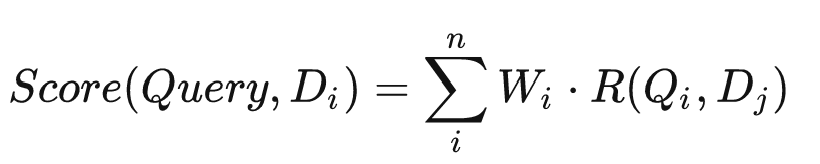 Score(Query, D_i) = \sum_{i}^{n} W_i \cdot R(Q_i, D_j)